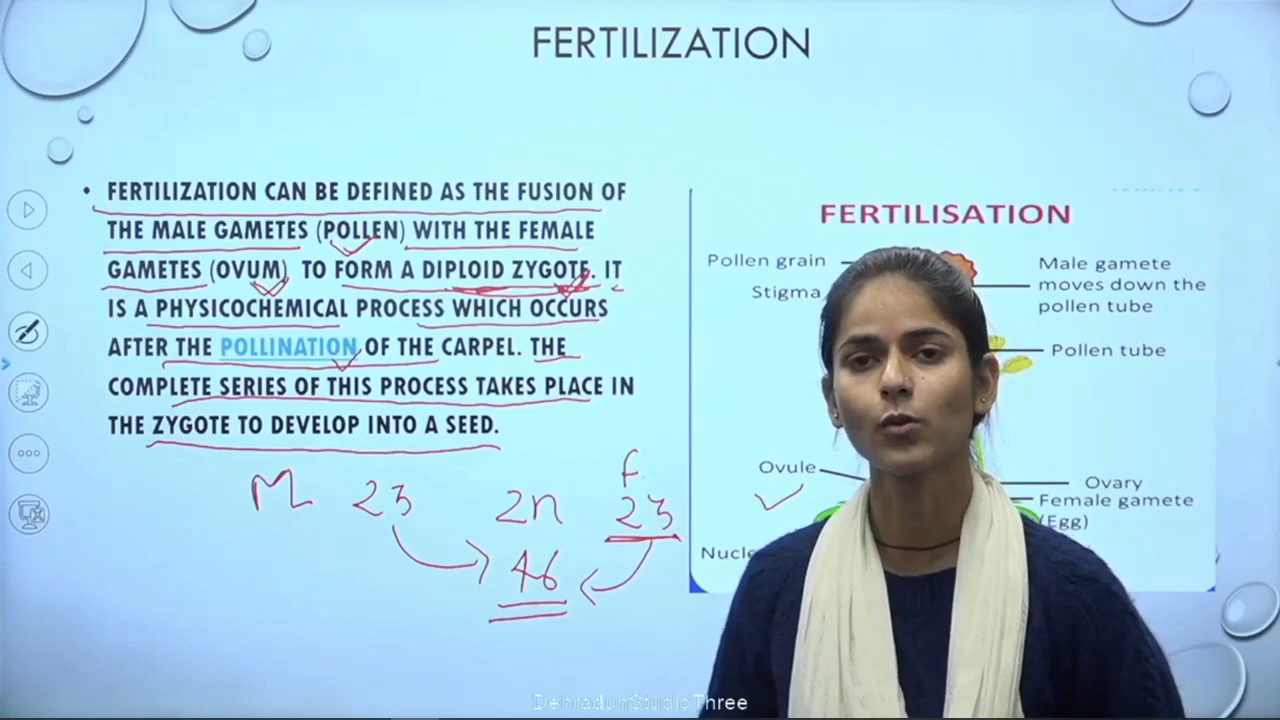 FERTILIZATION
• FERTILIZATION CAN BE DEFINED AS THE FUSION OF
THE MALE GAMETES (POLLEN) WITH THE FEMALE
GAMETES (OVUM) TO FORM A DIPLOID ZYGOTE. IT
IS A PHYSICOCHEMICAL PROCESS WHICH OCCURS
AFTER THE POLLINATION OF THE CARPEL. THE
COMPLETE SERIES OF THIS PROCESS TAKES PLACE IN
THE ZYGOTE TO DEVELOP INTO A SEED.
M 23 2n f 23
46
FERTILISATION
Pollen grain
Stigma
Male gamete
moves down the
pollen tube
Pollen tube
Ovule
Ovary
Female gamete
(Egg)
DehradunStudioThree